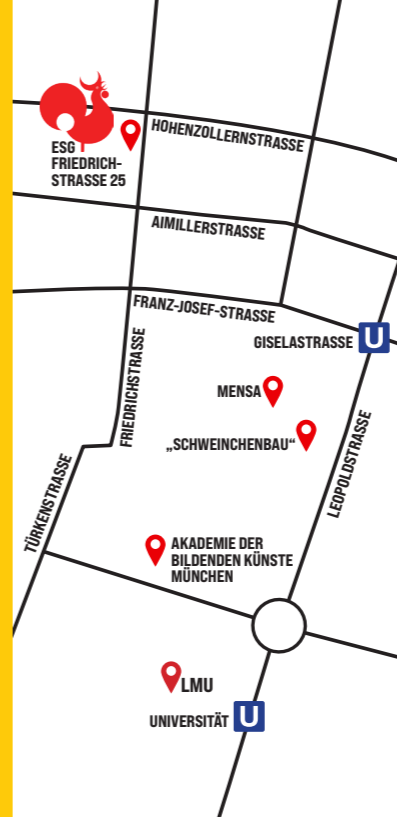 HOHENZOLLERNSTRASSE
ESG
FRIEDRICH-
STRASSE 25
AIMILLERSTRASSE
FRANZ-JOSEF-STRASSE
GISELASTRASSE U
FRIEDRICHSTRASSE
MENSA
„SCHWEINCHENBAU“
LEOPOLDSTRASSE
TÜRKENSTRASSE
AKADEMIE DER
BILDENDEN KÜNSTE
MÜNCHEN
LMU
UNIVERSITÄT U